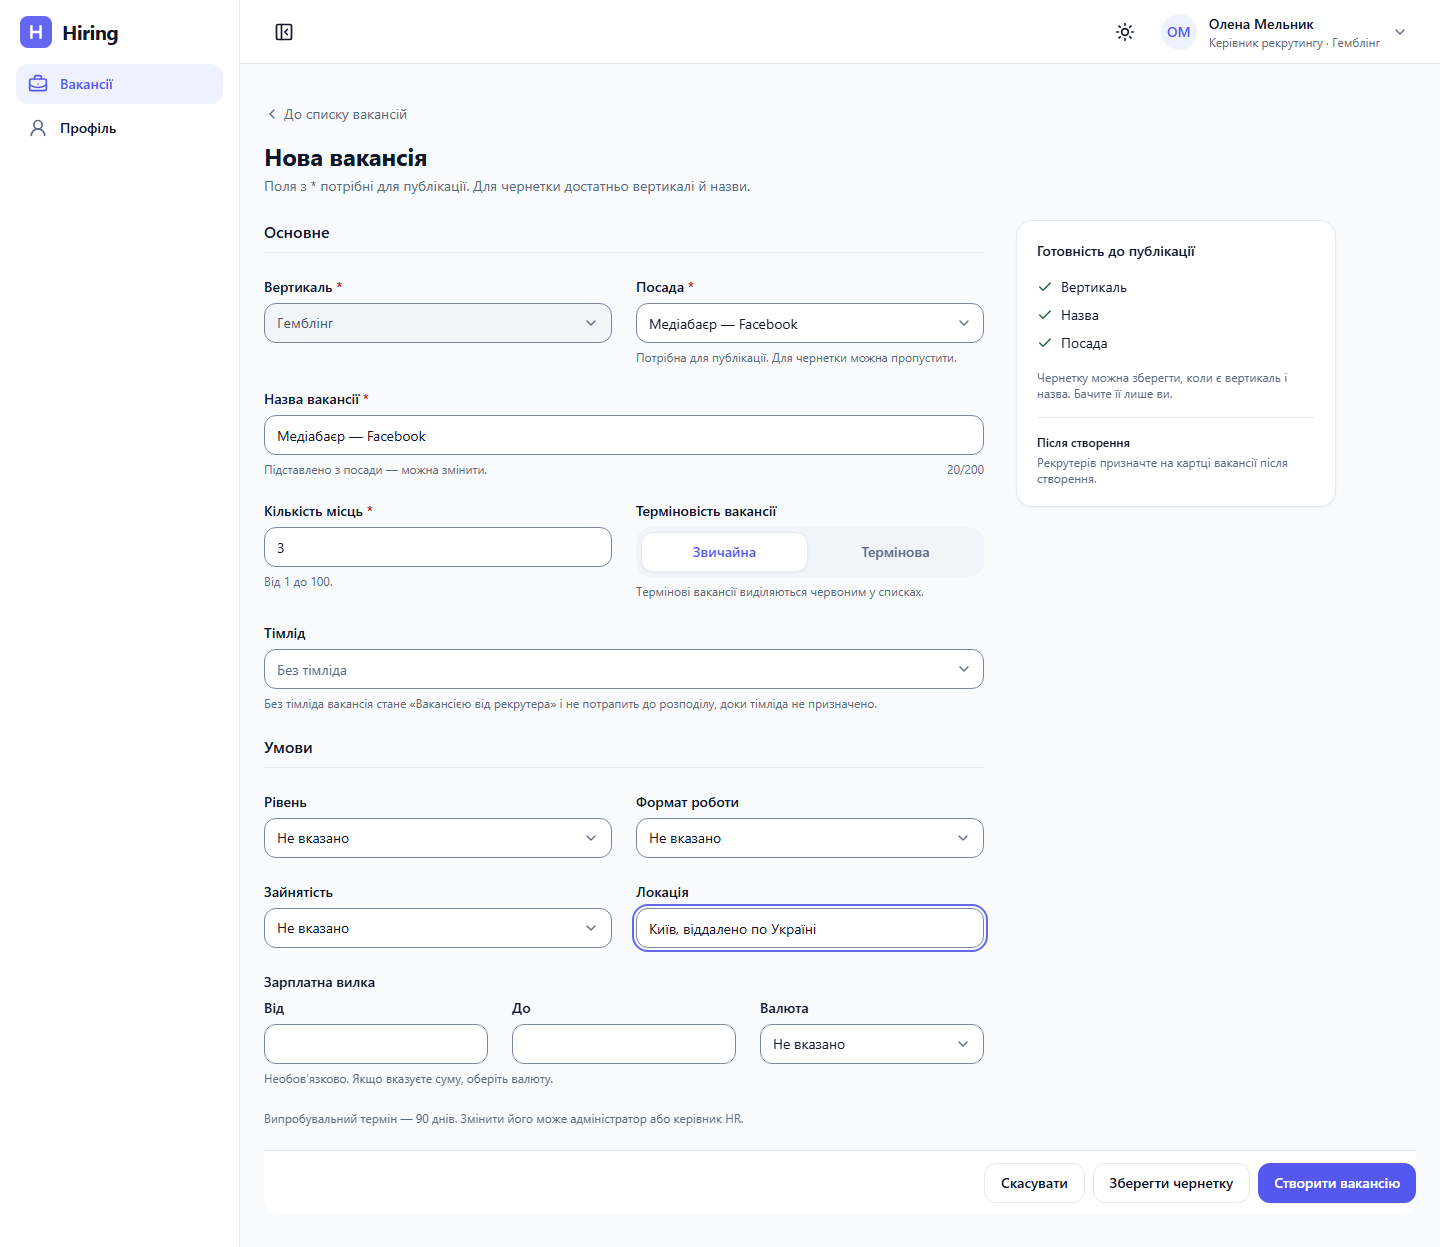 H Hiring
Вакансії
Профіль
ОМ
Олена Мельник
Керівник рекрутингу · Гемблінг
До списку вакансій
Нова вакансія
Поля з * потрібні для публікації. Для чернетки достатньо вертикалі й назви.
Основне
Вертикаль *
Гемблінг
Посада *
Медіабаєр — Facebook
Потрібна для публікації. Для чернетки можна пропустити.
Назва вакансії *
Медіабаєр — Facebook
Підставлено з посади — можна змінити.
20/200
Кількість місць *
3
Від 1 до 100.
Терміновість вакансії
Звичайна
Термінова
Термінові вакансії виділяються червоним у списках.
Тімлід
Без тімліда
Без тімліда вакансія стане «Вакансією від рекрутера» і не потрапить до розподілу, доки тімліда не призначено.
Умови
Рівень
Не вказано
Формат роботи
Не вказано
Зайнятість
Не вказано
Локація
Київ, віддалено по Україні
Зарплатна вилка
Від
До
Валюта
Не вказано
Необов'язково. Якщо вказуєте суму, оберіть валюту.
Випробувальний термін — 90 днів. Змінити його може адміністратор або керівник HR.
Готовність до публікації
Вертикаль
Назва
Посада
Чернетку можна зберегти, коли є вертикаль і
назва. Бачите її лише ви.
Після створення
Рекрутерів призначте на картці вакансії після
створення.
Скасувати
Зберегти чернетку
Створити вакансію